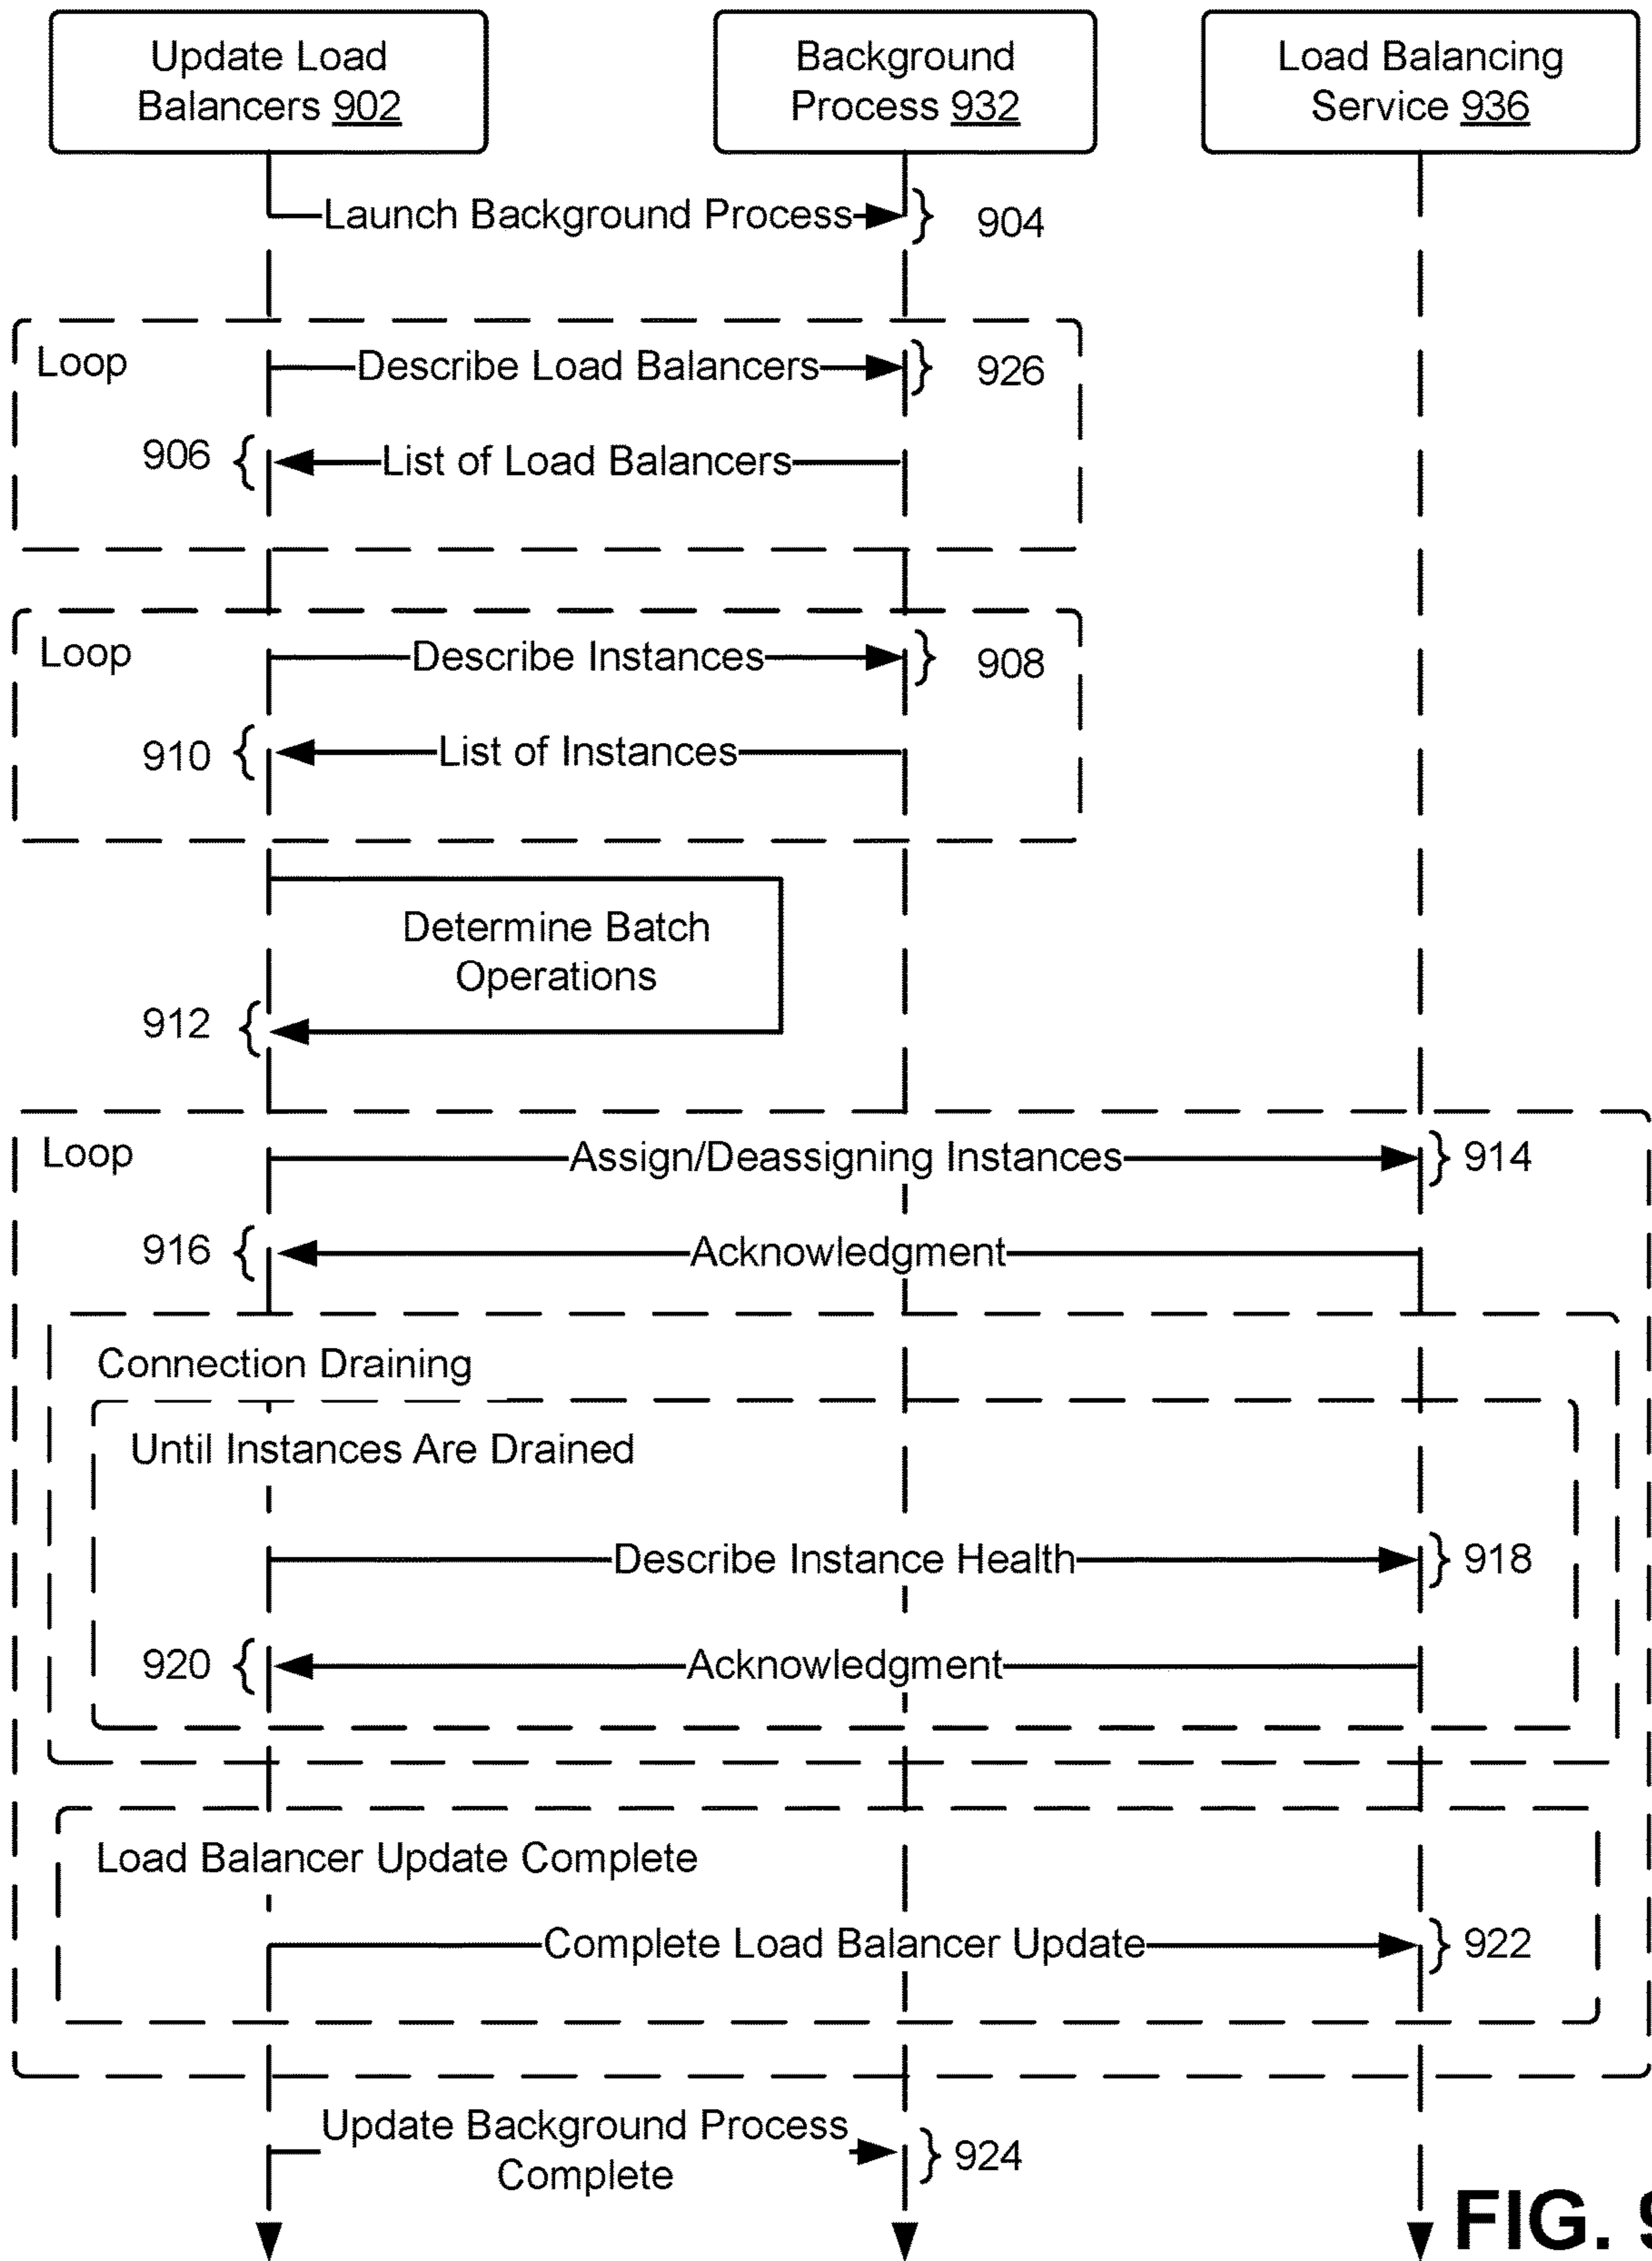 Update Load
Balancers 902
Background
Process 932
Load Balancing
Service 936
Launch Background Process
904
Loop
Describe Load Balancers
926
906
List of Load Balancers
Loop
Describe Instances
908
910
List of Instances
Determine Batch
Operations
912
Loop
Assign/Deassigning Instances
914
916
Acknowledgment
Connection Draining
Until Instances Are Drained
Describe Instance Health
918
920
Acknowledgment
Load Balancer Update Complete
Complete Load Balancer Update
922
Update Background Process
Complete
924
FIG. 9